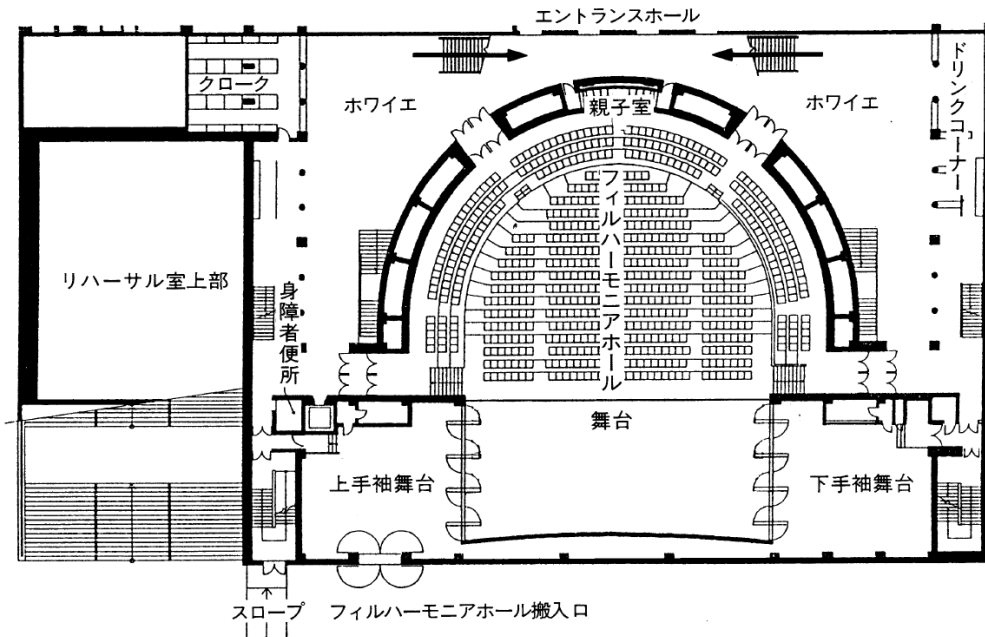 エントランスホール
クローク
ホワイエ
親子室
ホワイエ
ドリンクコーナー
フィルハーモニアホール
リハーサル室上部
身障者便所
舞台
上手袖舞台
下手袖舞台
スロープ
フィルハーモニアホール搬入口